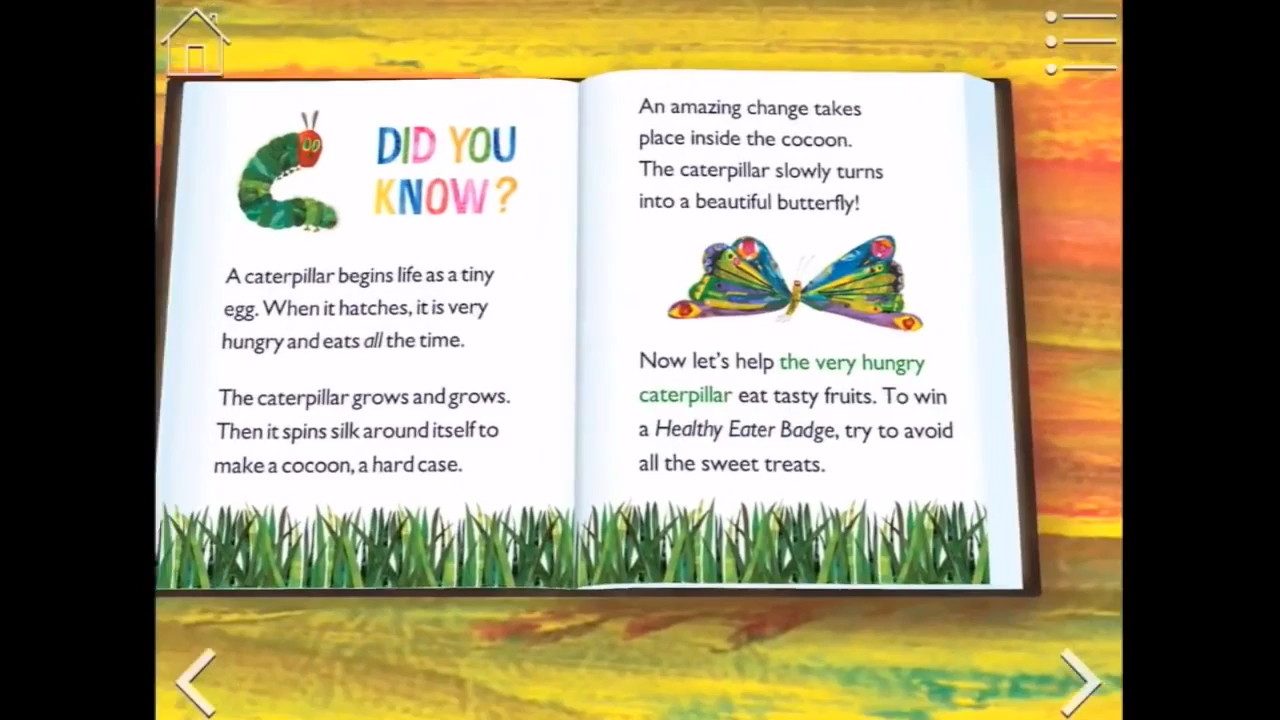 DID YOU
KNOW?
A caterpillar begins life as a tiny
egg. When it hatches, it is very
hungry and eats all the time.
The caterpillar grows and grows.
Then it spins silk around itself to
make a cocoon, a hard case.
An amazing change takes
place inside the cocoon.
The caterpillar slowly turns
into a beautiful butterfly!
Now let's help the very hungry
caterpillar eat tasty fruits. To win
a Healthy Eater Badge, try to avoid
all the sweet treats.